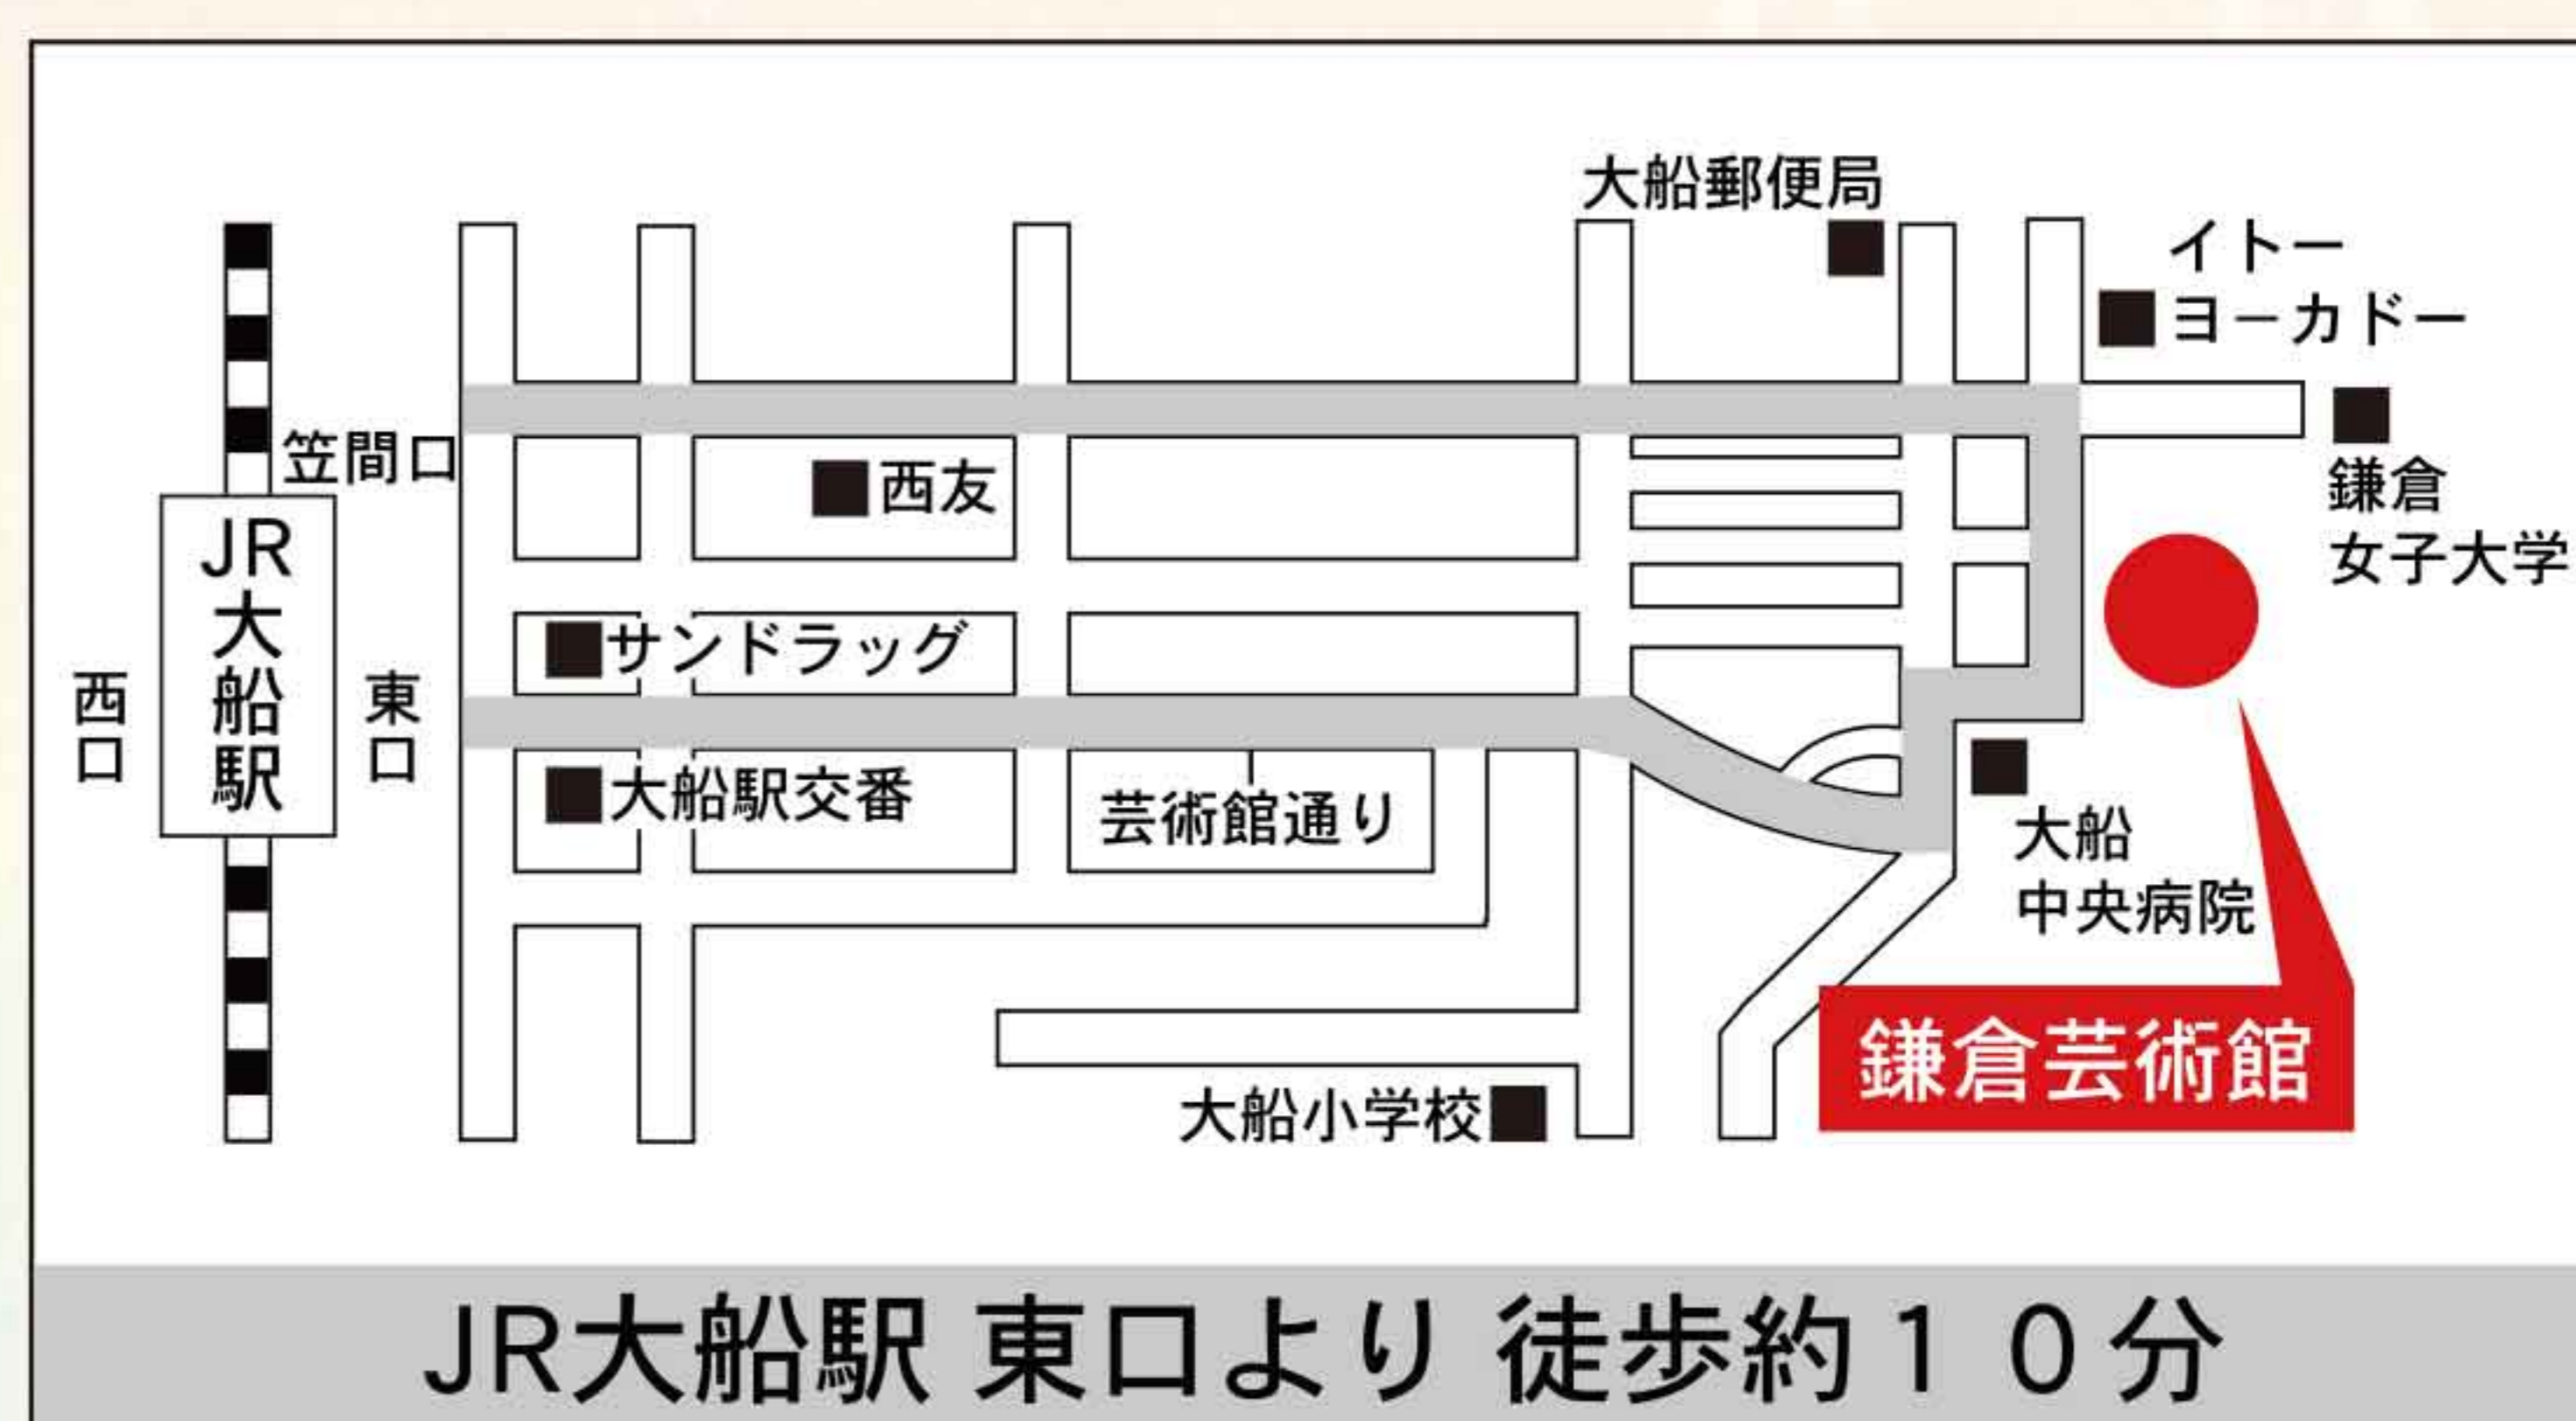 大船郵便局
イトー
ヨーカドー
笠間口
西友
鎌倉
女子大学
JR
大船駅
サンドラッグ
西口
東口
大船駅交番
芸術館通り
大船
中央病院
鎌倉芸術館
大船小学校
JR大船駅 東口より 徒歩約10分